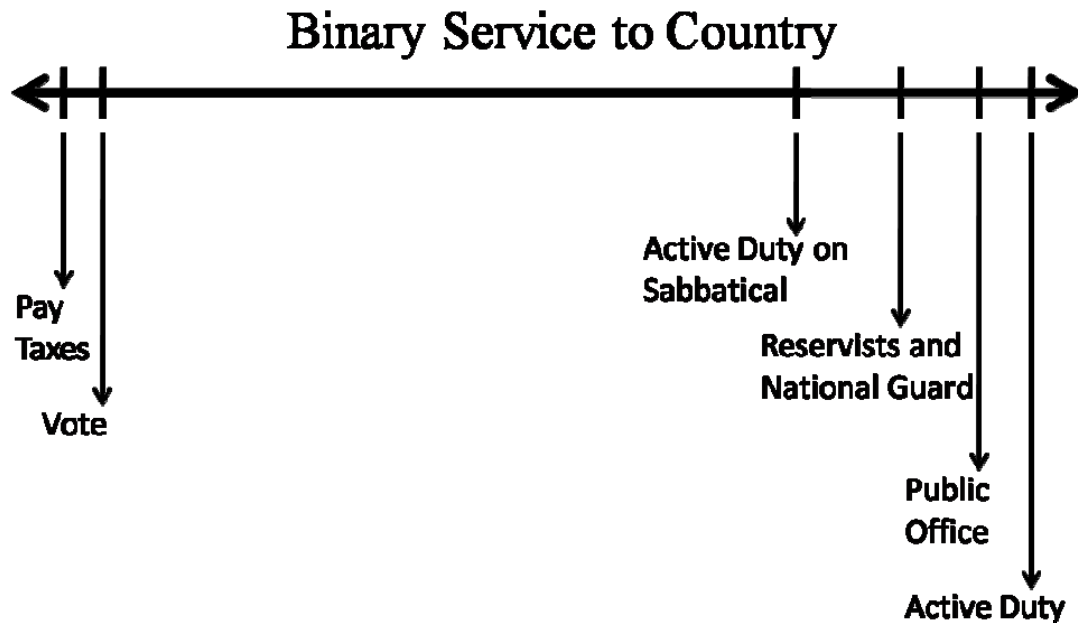 Binary Service to Country
Active Duty on
Sabbatical
Pay
Taxes
Reservists and
National Guard
Vote
Public
Office
Active Duty